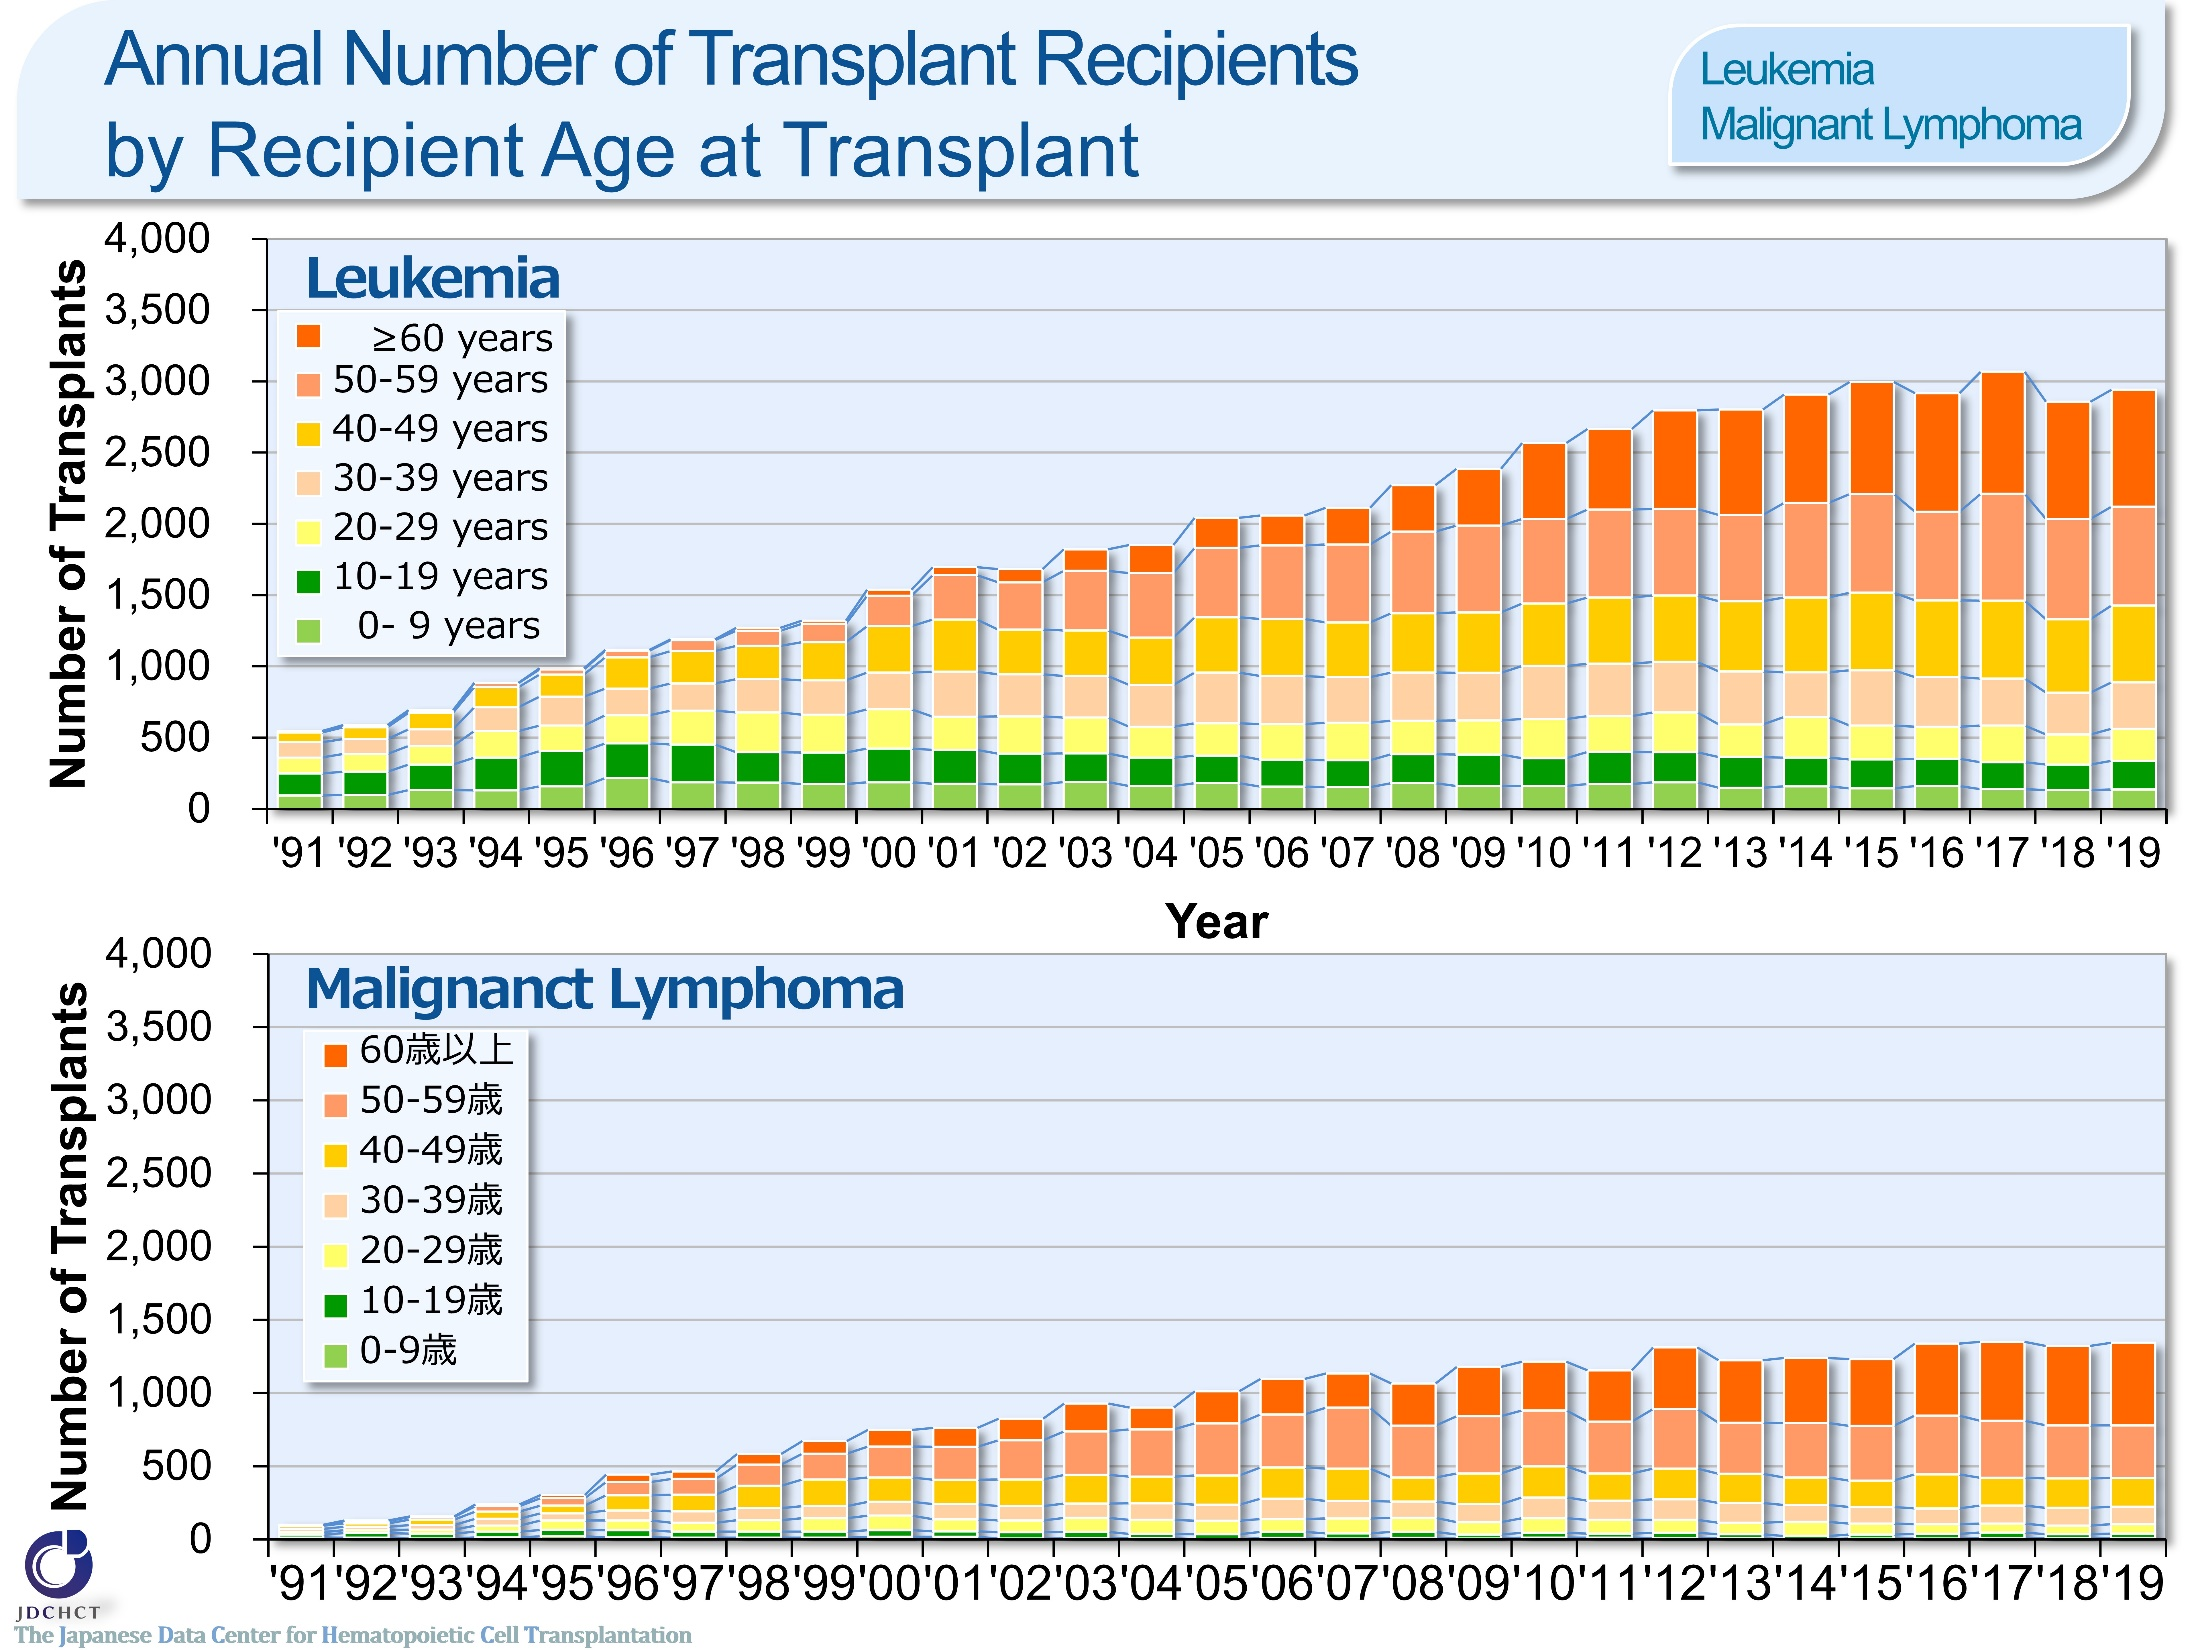 Annual Number of Transplant Recipients
by Recipient Age at Transplant
Leukemia
Malignant Lymphoma
Number of Transplants
4,000
3,500
3,000
2,500
2,000
1,500
1,000
500
0
Leukemia
≥60 years
50-59 years
40-49 years
30-39 years
20-29 years
10-19 years
0- 9 years
'91 '92 '93 '94 '95 '96 '97 '98 '99 '00 '01 '02 '03 '04 '05 '06 '07 '08 '09 '10 '11 '12 '13 '14 '15 '16 '17 '18 '19
Year
Number of Transplants
4,000
3,500
3,000
2,500
2,000
1,500
1,000
500
0
Malignanct Lymphoma
60歳以上
50-59歳
40-49歳
30-39歳
20-29歳
10-19歳
0-9歳
'91 '92 '93 '94 '95 '96 '97 '98 '99 '00 '01 '02 '03 '04 '05 '06 '07 '08 '09 '10 '11 '12 '13 '14 '15 '16 '17 '18 '19
JDCHCT
The Japanese Data Center for Hematopoietic Cell Transplantation